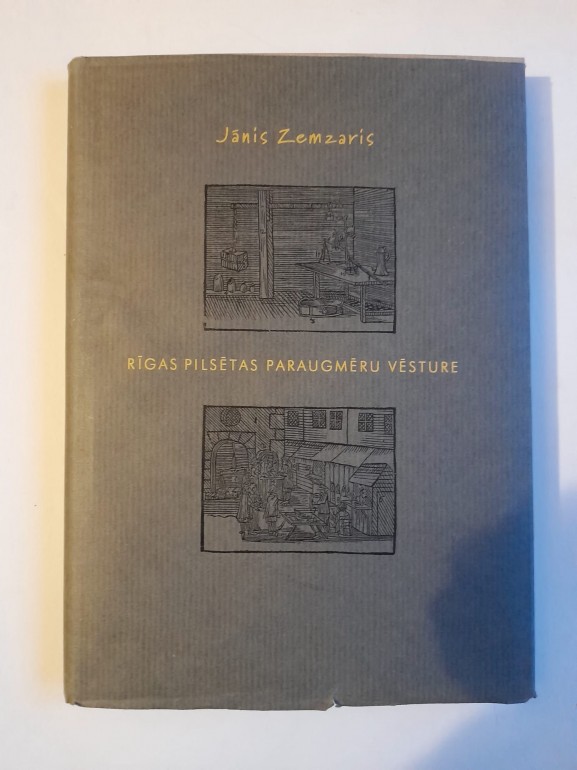 Jānis Zemzaris
RĪGAS PILSĒTAS PARAUGMĒRU VĒSTURE